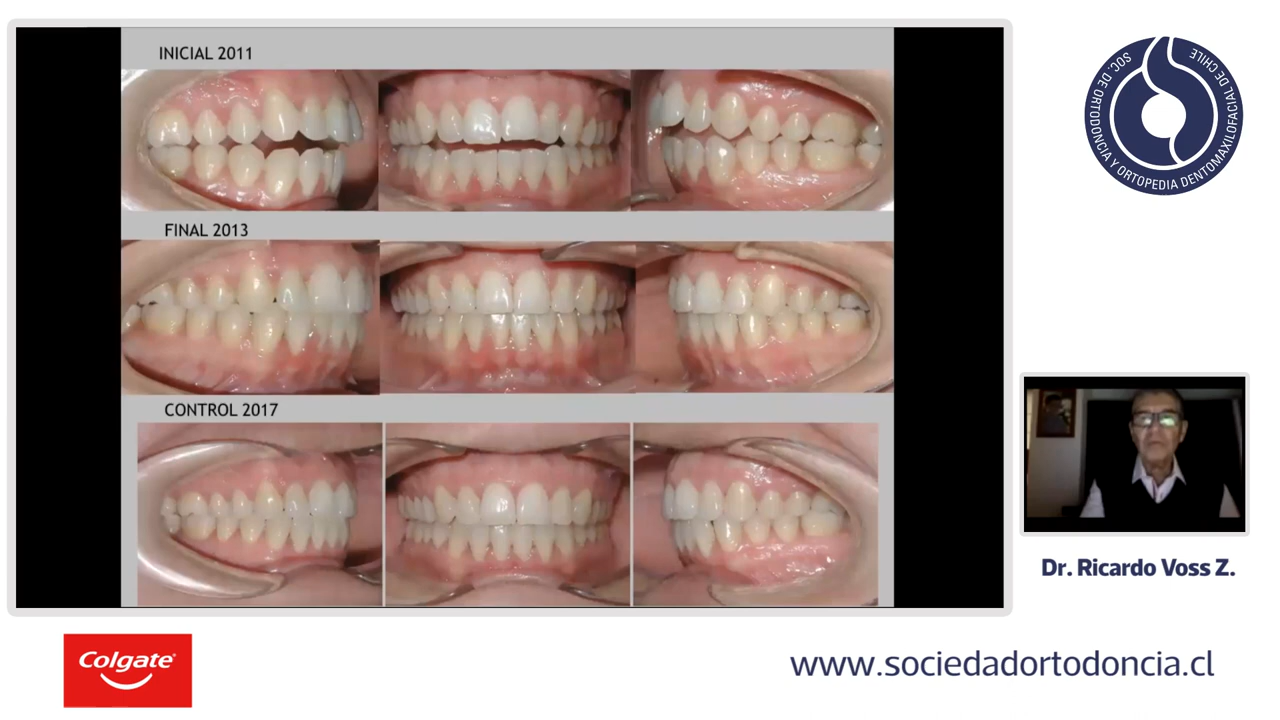 INICIAL 2011
FINAL 2013
CONTROL 2017
SOC. DE ORTODONCIA Y ORTOPEDIA DENTOMAXILOFACIAL DE CHILE
Dr. Ricardo Voss Z.
Colgate®
www.sociedadortodoncia.cl